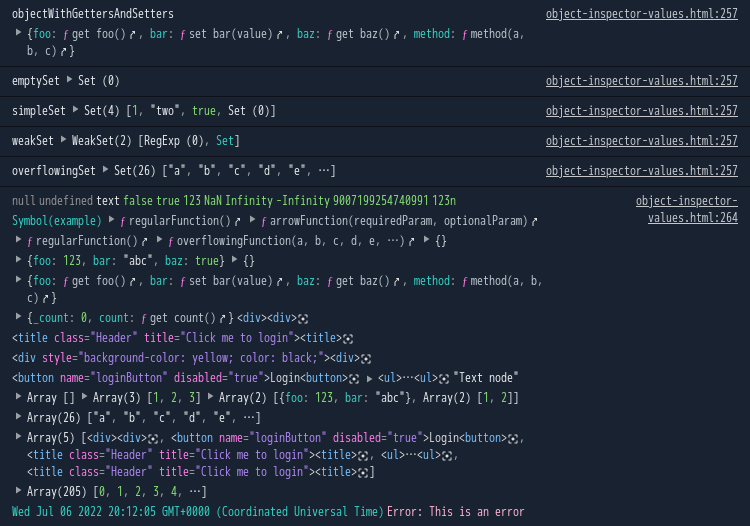 objectWithGettersAndSetters object-inspector-values.html:257
▶ {foo: ƒ get foo(), bar: ƒ set bar(value), baz: ƒ get baz(), method: ƒ method(a,
b, c)}
emptySet ▶ Set (0) object-inspector-values.html:257
simpleSet ▶ Set(4) [1, "two", true, Set (0)] object-inspector-values.html:257
weakSet ▶ WeakSet(2) [RegExp (0), Set] object-inspector-values.html:257
overflowingSet ▶ Set(26) ["a", "b", "c", "d", "e", …] object-inspector-values.html:257
null undefined text false true 123 NaN Infinity -Infinity 9007199254740991 123n object-inspector-
Symbol(example) ▶ ƒ regularFunction() ▶ ƒ arrowFunction(requiredParam, optionalParam) values.html:264
▶ ƒ regularFunction() ▶ ƒ overflowingFunction(a, b, c, d, e, …) ▶ {}
▶ {foo: 123, bar: "abc", baz: true} ▶ {}
▶ {foo: ƒ get foo(), bar: ƒ set bar(value), baz: ƒ get baz(), method: ƒ method(a, b,
c)}
▶ {_count: 0, count: ƒ get count()} <div><div>
<title class="Header" title="Click me to login"><title>
<div style="background-color: yellow; color: black;"><div>
<button name="loginButton" disabled="true">Login<button> ▶ <ul>…<ul> "Text node"
▶ Array [] ▶ Array(3) [1, 2, 3] ▶ Array(2) [{foo: 123, bar: "abc"}, Array(2) [1, 2]]
▶ Array(26) ["a", "b", "c", "d", "e", …]
▶ Array(5) [<div><div>, <button name="loginButton" disabled="true">Login<button>,
<title class="Header" title="Click me to login"><title>, <ul>…<ul>,
<title class="Header" title="Click me to login"><title>]
▶ Array(205) [0, 1, 2, 3, 4, …]
Wed Jul 06 2022 20:12:05 GMT+0000 (Coordinated Universal Time) Error: This is an error